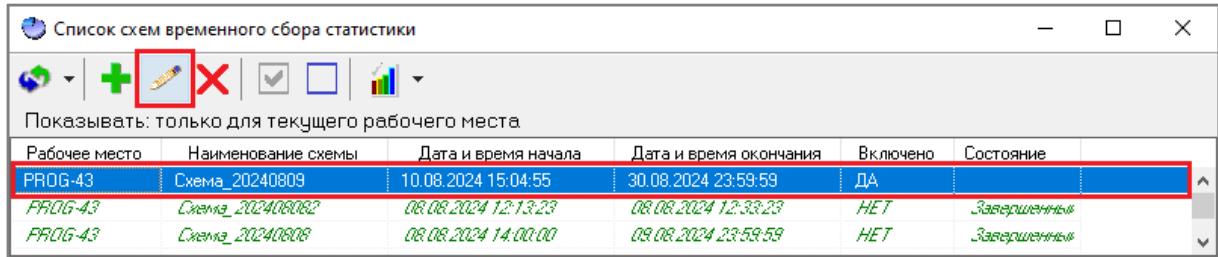 Список схем временного сбора статистики
Показывать: только для текущего рабочего места
Рабочее место Наименование схемы Дата и время начала Дата и время окончания Включено Состояние
PROG-43 Схема_20240809 10.08.2024 15:04:55 30.08.2024 23:59:59 ДА
PROG-43 Схема_202408082 08.08.2024 12:13:23 08.08.2024 12:33:23 НЕТ Завершенный
PROG-43 Схема_20240808 08.08.2024 14:00:00 09.08.2024 23:59:59 НЕТ Завершенный